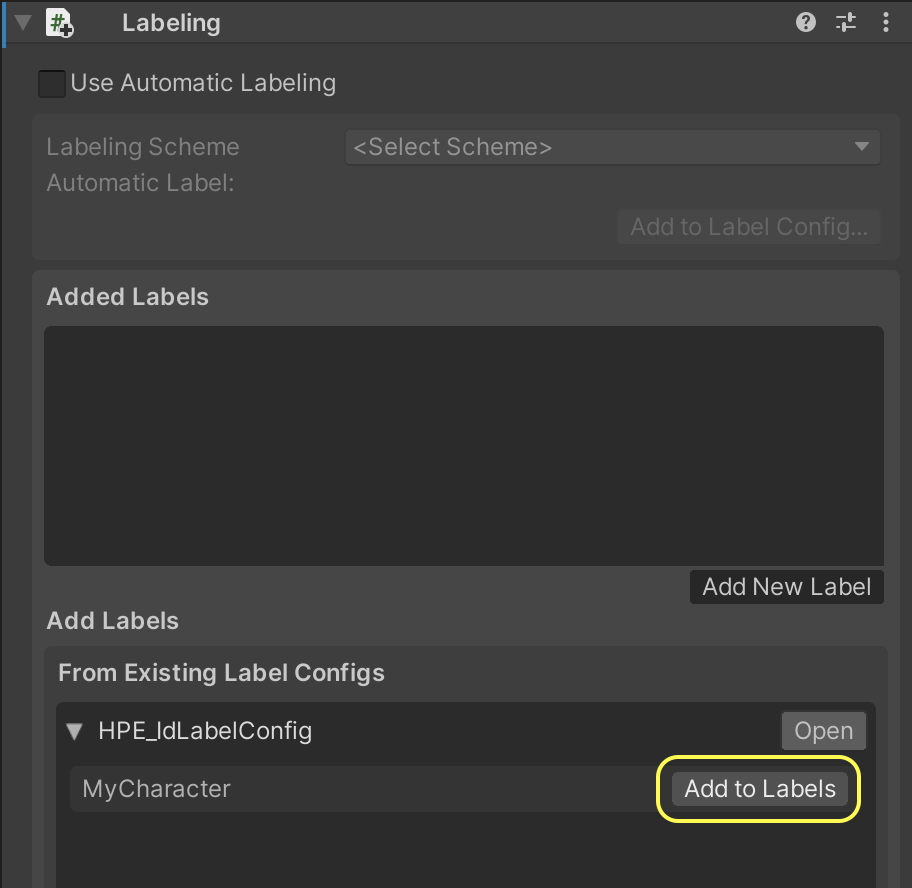 Labeling
Use Automatic Labeling
Labeling Scheme <Select Scheme>
Automatic Label:
Add to Label Config...
Added Labels
Add New Label
Add Labels
From Existing Label Configs
HPE_IdLabelConfig Open
MyCharacter Add to Labels